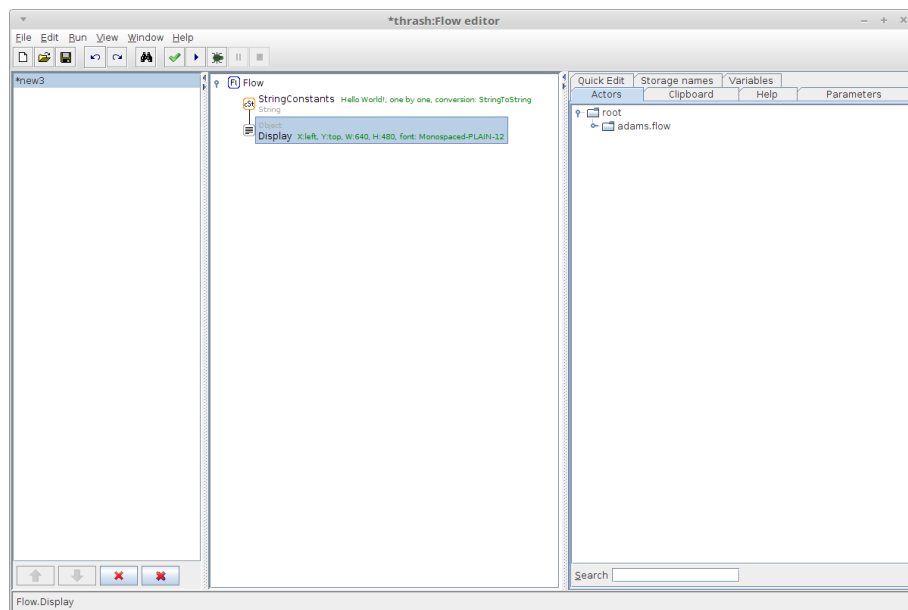 *thrash:Flow editor
File Edit Run View Window Help
*new3
Fl Flow
cSt StringConstants Hello World!, one by one, conversion: StringToString
String
Object
Display X:left, Y:top, W:640, H:480, font: Monospaced-PLAIN-12
Quick Edit Storage names Variables
Actors Clipboard Help Parameters
root
adams.flow
Search
Flow.Display